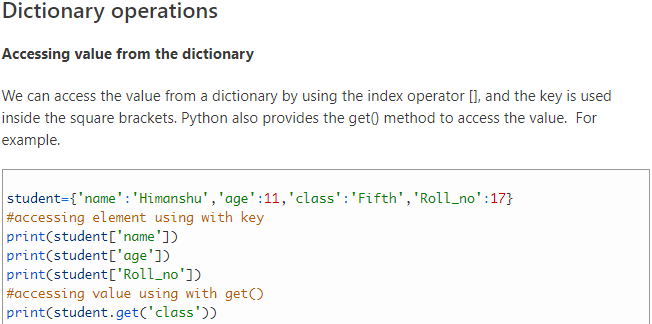 Dictionary operations
Accessing value from the dictionary
We can access the value from a dictionary by using the index operator [], and the key is used
inside the square brackets. Python also provides the get() method to access the value.  For
example.
student={'name':'Himanshu','age':11,'class':'Fifth','Roll_no':17}
#accessing element using with key
print(student['name'])
print(student['age'])
print(student['Roll_no'])
#accessing value using with get()
print(student.get('class'))